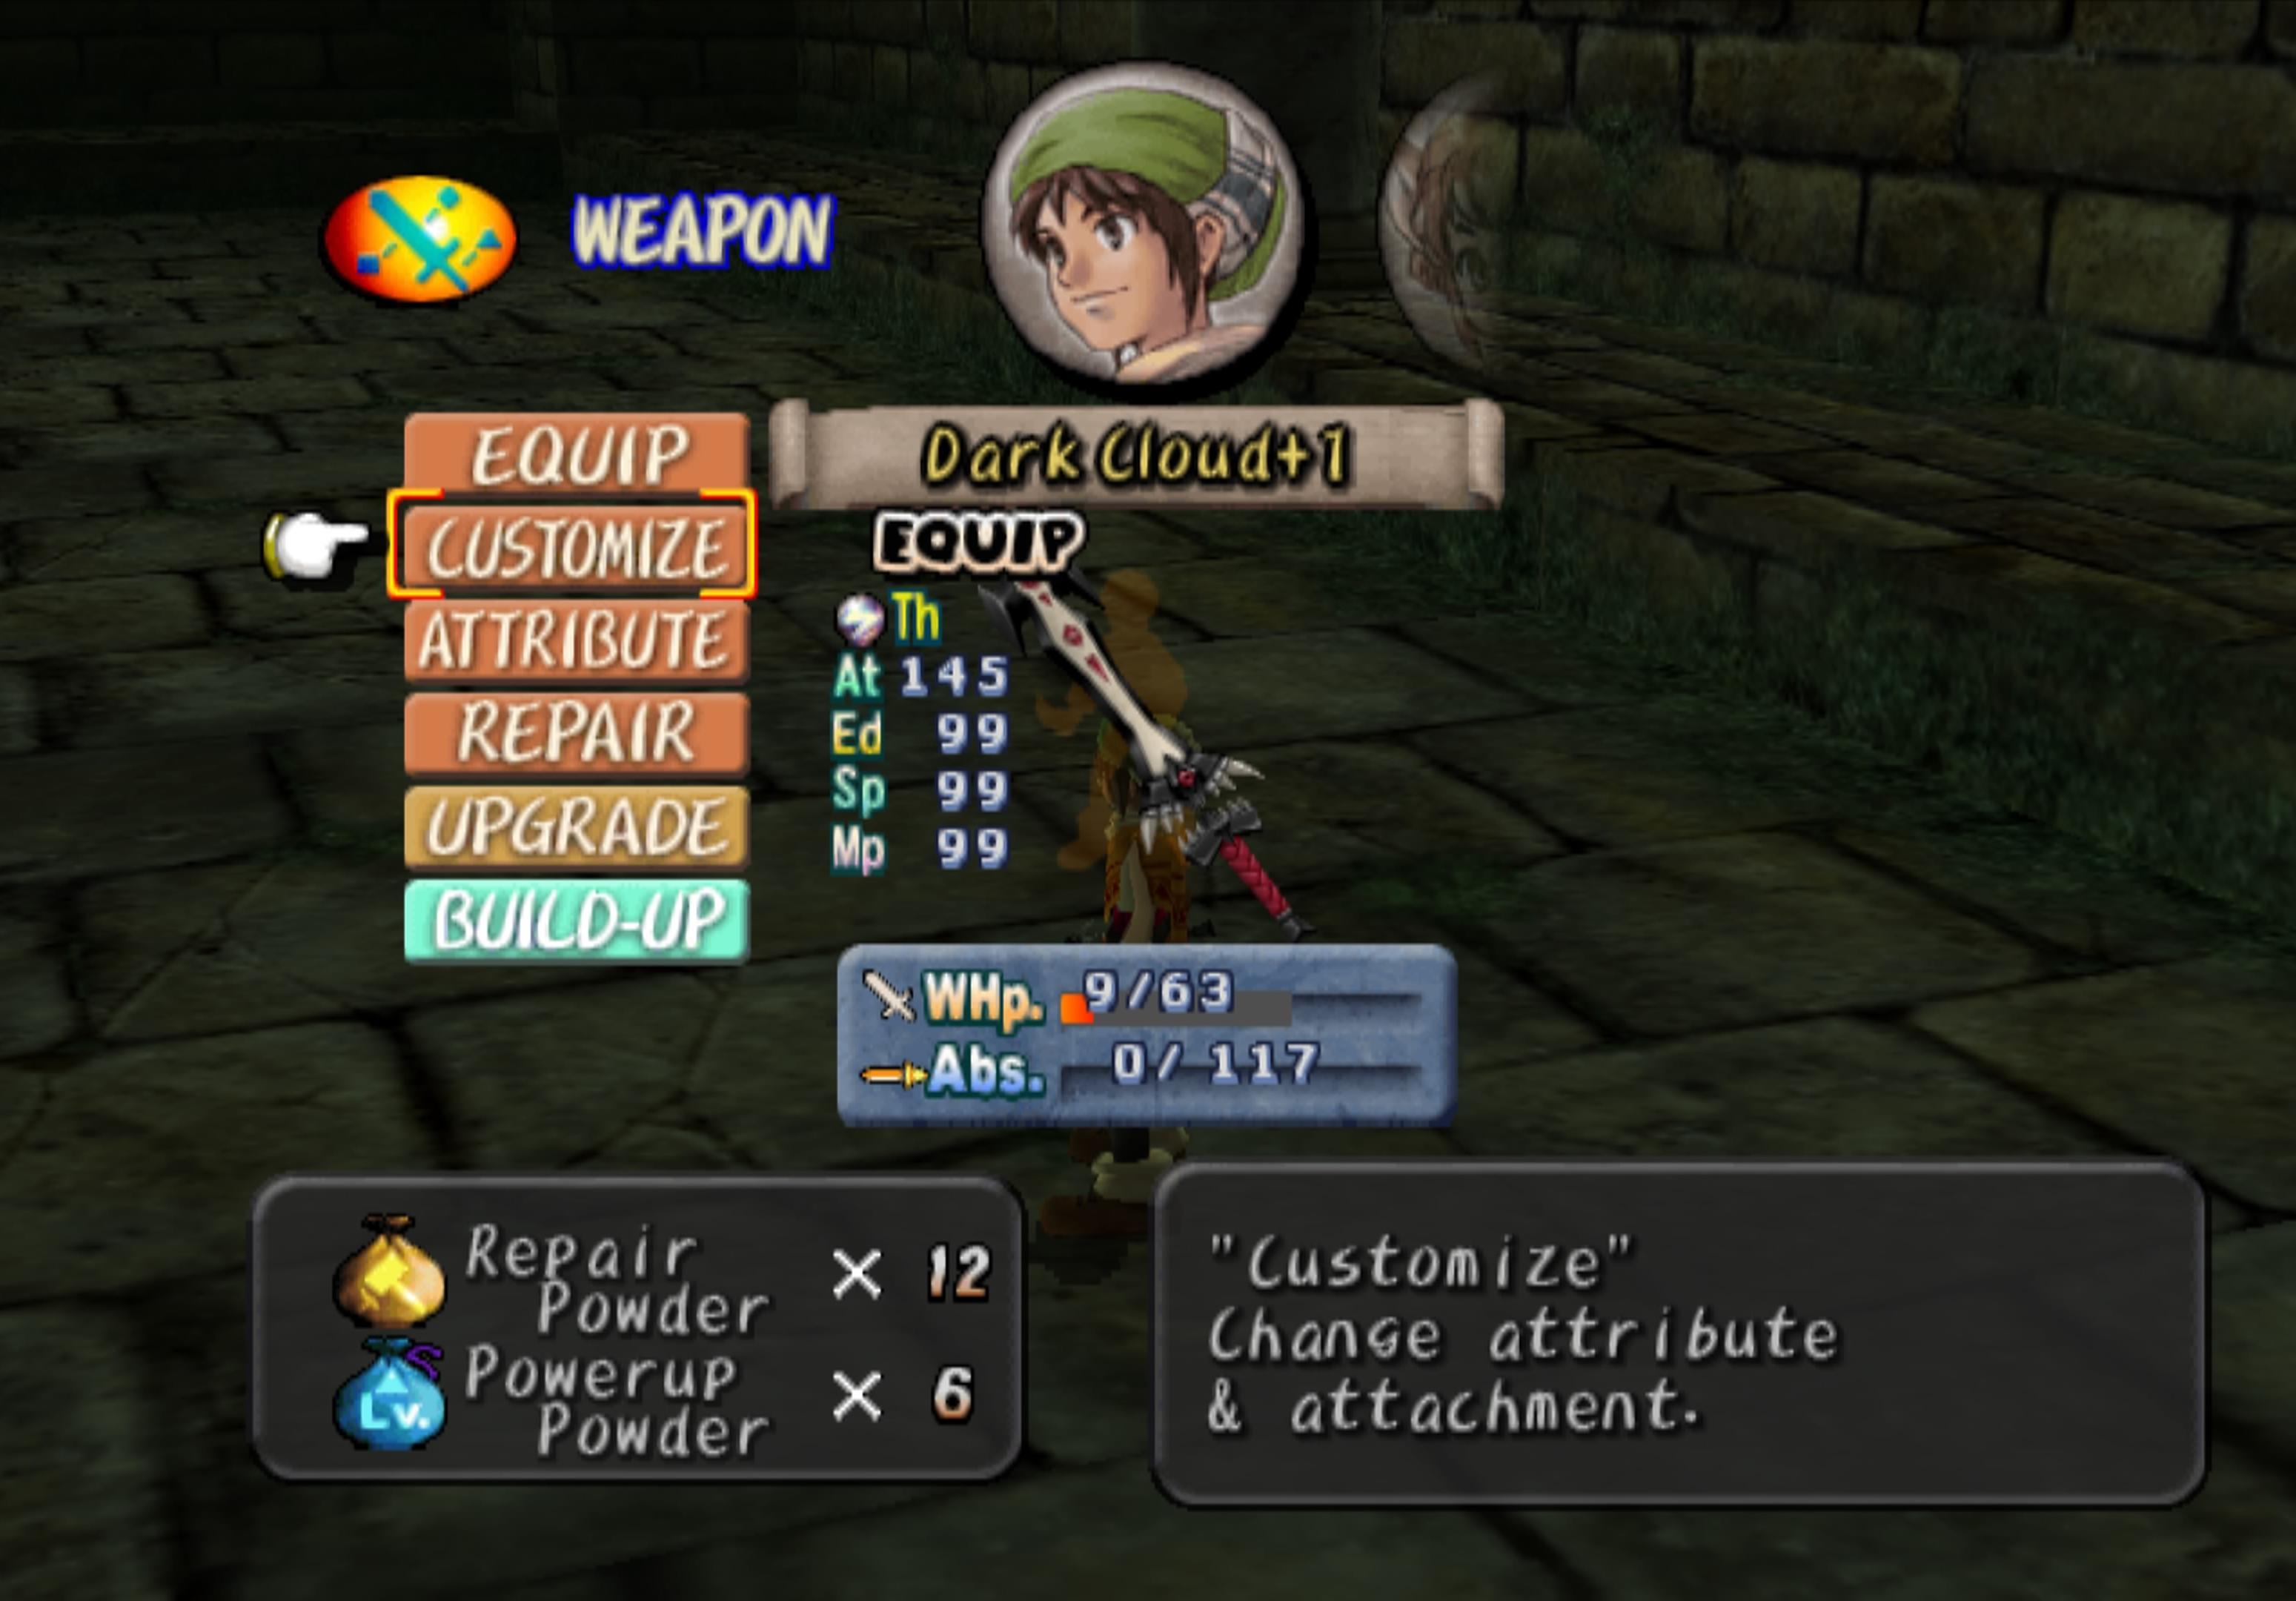 WEAPON
EQUIP
CUSTOMIZE
ATTRIBUTE
REPAIR
UPGRADE
BUILD-UP
Dark Cloud+1
EQUIP
Th
At 145
Ed 99
Sp 99
Mp 99
WHp. 9/63
Abs. 0/ 117
Repair
Powder × 12
Lv. Powerup
Powder × 6
"Customize"
Change attribute
& attachment.